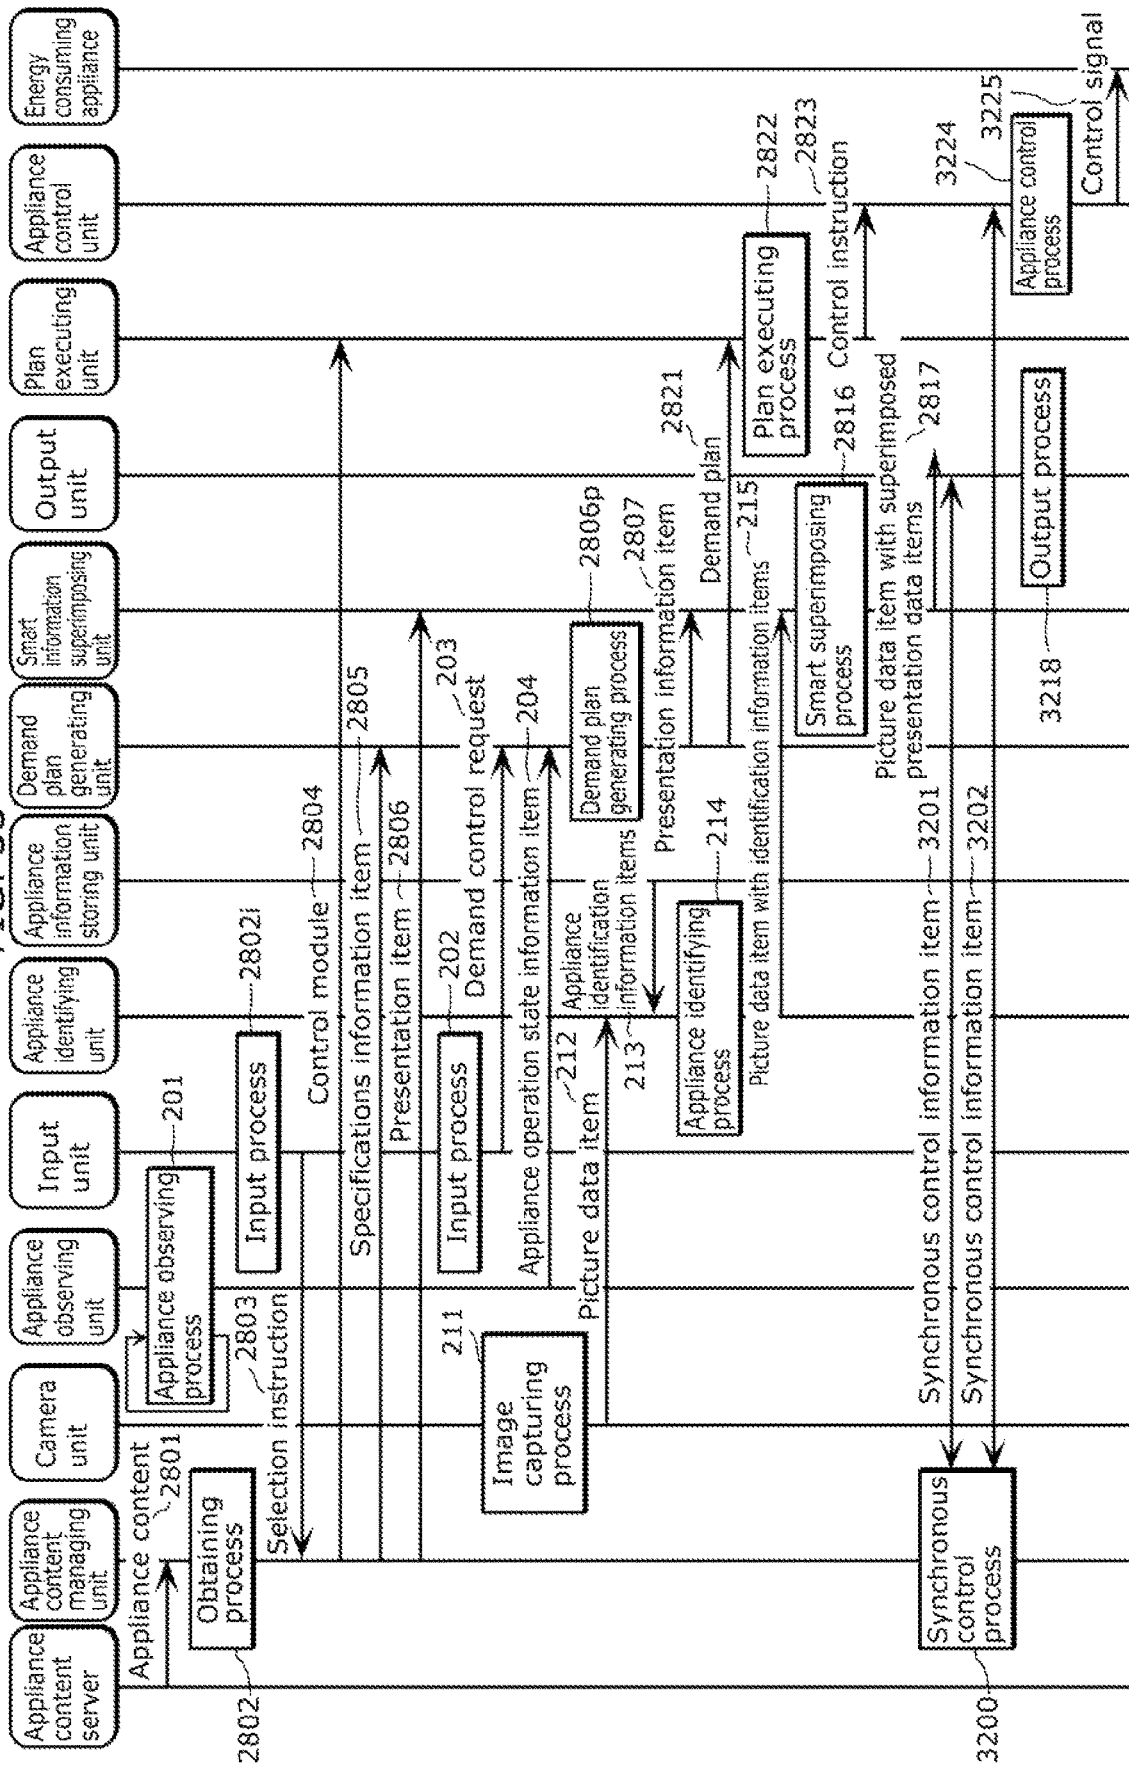 Appliance
content
server
Appliance
content
managing
unit
Camera
unit
Appliance
observing
unit
Input
unit
Appliance
identifying
unit
Appliance
information
storing unit
Demand
plan
generating
unit
Smart
information
superimposing
unit
Output
unit
Plan
executing
unit
Appliance
control
unit
Energy
consuming
appliance
Appliance content
2801
Appliance observing
process
201
Obtaining
process
2802
Input process
2802i
2803
Selection instruction
Control module
2804
Specifications information item
2805
Presentation item
2806
Input process
202
Demand control request
203
211
Image
capturing
process
Appliance operation state information item
204
Picture data item
212
Appliance identification
information items
213
Demand plan
generating process
2806p
Presentation information item
2807
Appliance identifying
process
214
Demand plan
2821
Picture data item with identification information items
215
Plan executing
process
2822
Smart superimposing
process
2816
Control instruction
2823
Picture data item with superimposed
presentation data items
2817
Synchronous
control
process
3200
Synchronous control information item
3201
Synchronous control information item
3202
Output process
3218
Appliance control
process
3224
Control signal
3225